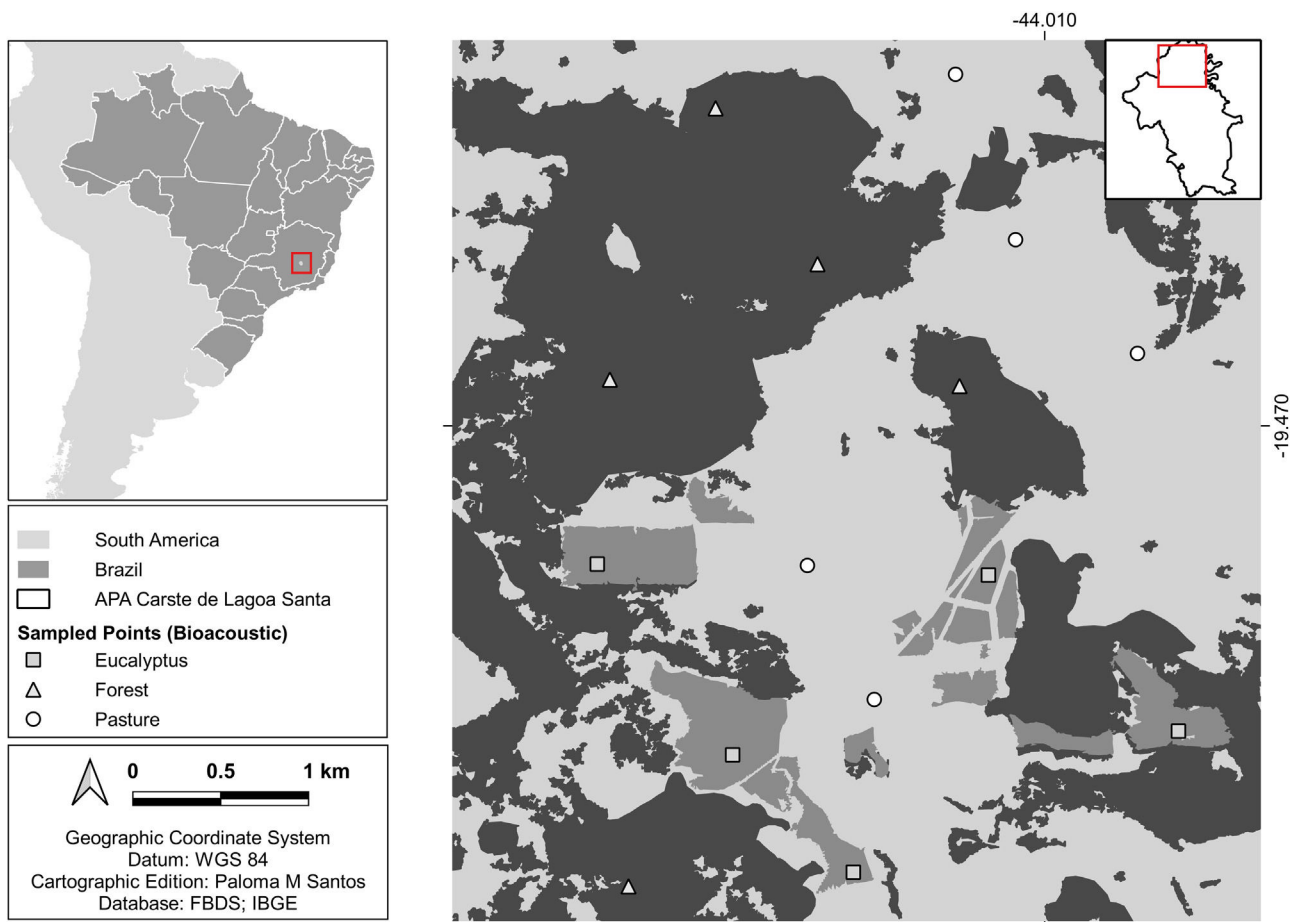 -44.010
-19.470
South America
Brazil
APA Carste de Lagoa Santa
Sampled Points (Bioacoustic)
Eucalyptus
Forest
Pasture
0 0.5 1 km
Geographic Coordinate System
Datum: WGS 84
Cartographic Edition: Paloma M Santos
Database: FBDS; IBGE